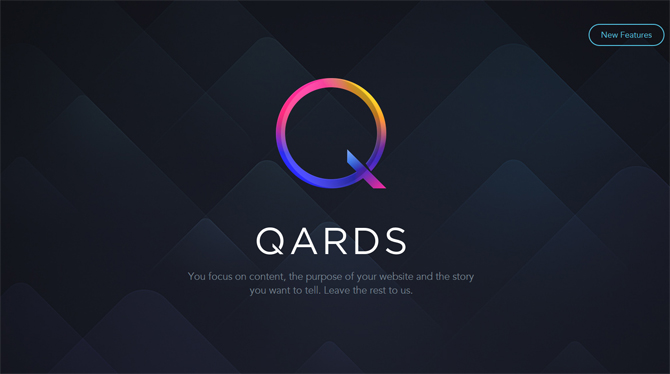 New Features
QARDS
You focus on content, the purpose of your website and the story
you want to tell. Leave the rest to us.